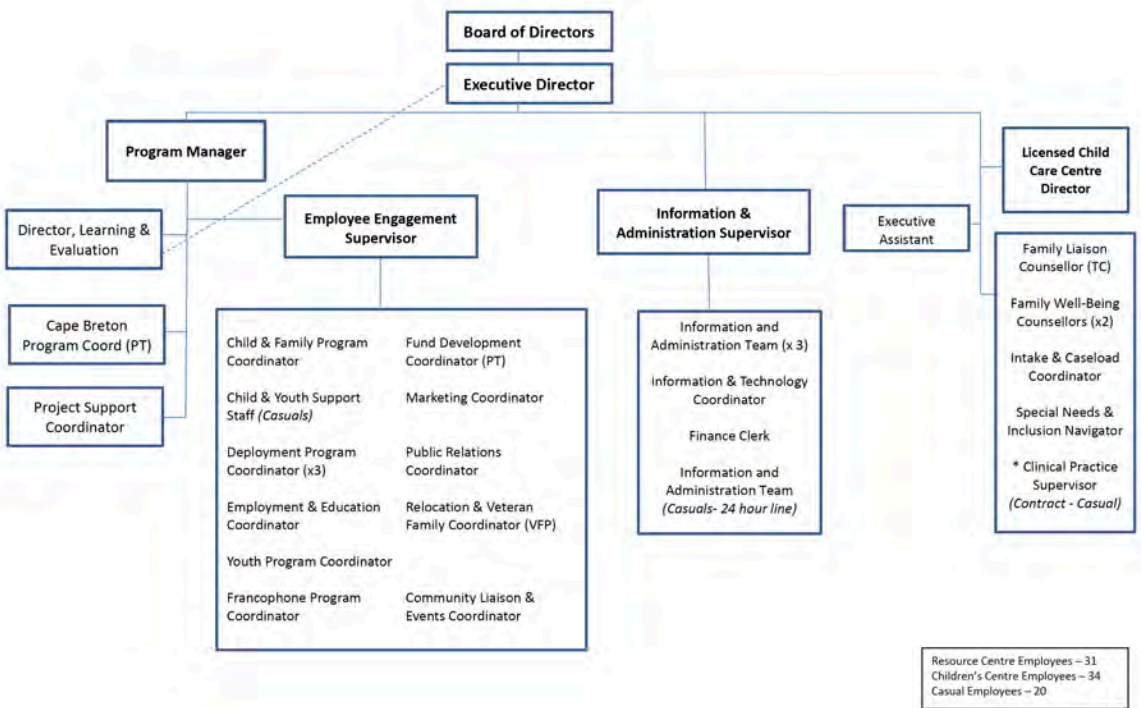 Board of Directors
Executive Director
Program Manager
Licensed Child
Care Centre
Director
Director, Learning &
Evaluation
Employee Engagement
Supervisor
Information &
Administration Supervisor
Executive
Assistant
Cape Breton
Program Coord (PT)
Project Support
Coordinator
Child & Family Program
Coordinator
Child & Youth Support
Staff (Casuals)
Deployment Program
Coordinator (x3)
Employment & Education
Coordinator
Youth Program Coordinator
Francophone Program
Coordinator
Fund Development
Coordinator (PT)
Marketing Coordinator
Public Relations
Coordinator
Relocation & Veteran
Family Coordinator (VFP)
Community Liaison &
Events Coordinator
Information and
Administration Team (x 3)
Information & Technology
Coordinator
Finance Clerk
Information and
Administration Team
(Casuals- 24 hour line)
Family Liaison
Counsellor (TC)
Family Well-Being
Counsellors (x2)
Intake & Caseload
Coordinator
Special Needs &
Inclusion Navigator
* Clinical Practice
Supervisor
(Contract - Casual)
Resource Centre Employees – 31
Children's Centre Employees – 34
Casual Employees – 20